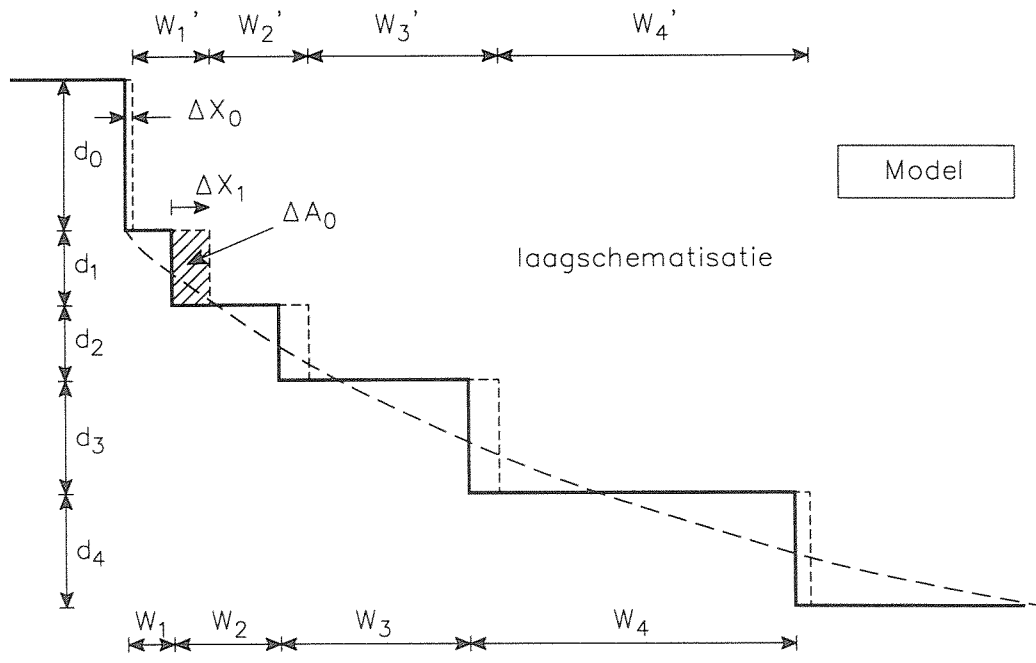 W₁' W₂' W₃' W₄'
ΔX₀
d₀
Model
ΔX₁
ΔA₀
d₁
laagschematisatie
d₂
d₃
d₄
W₁ W₂ W₃ W₄